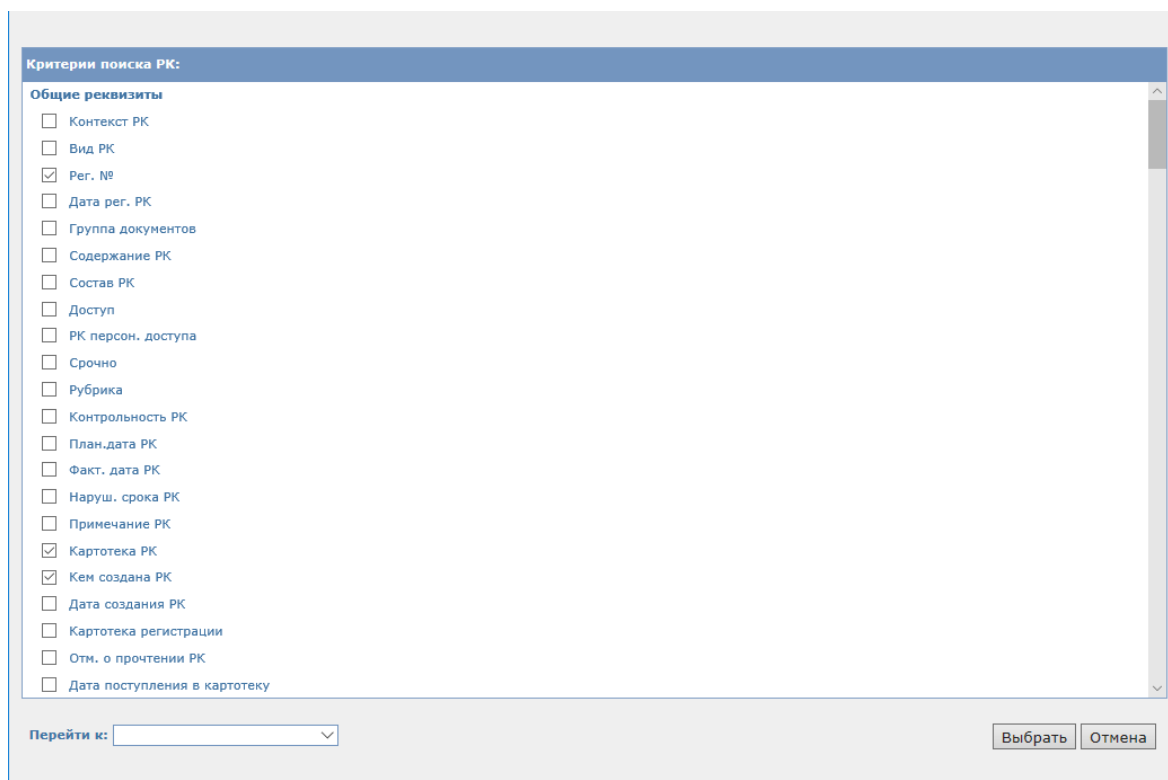 Критерии поиска РК:
Общие реквизиты
Контекст РК
Вид РК
Рег. №
Дата рег. РК
Группа документов
Содержание РК
Состав РК
Доступ
РК персон. доступа
Срочно
Рубрика
Контрольность РК
План.дата РК
Факт. дата РК
Наруш. срока РК
Примечание РК
Картотека РК
Кем создана РК
Дата создания РК
Картотека регистрации
Отм. о прочтении РК
Дата поступления в картотеку
Перейти к: Выбрать Отмена